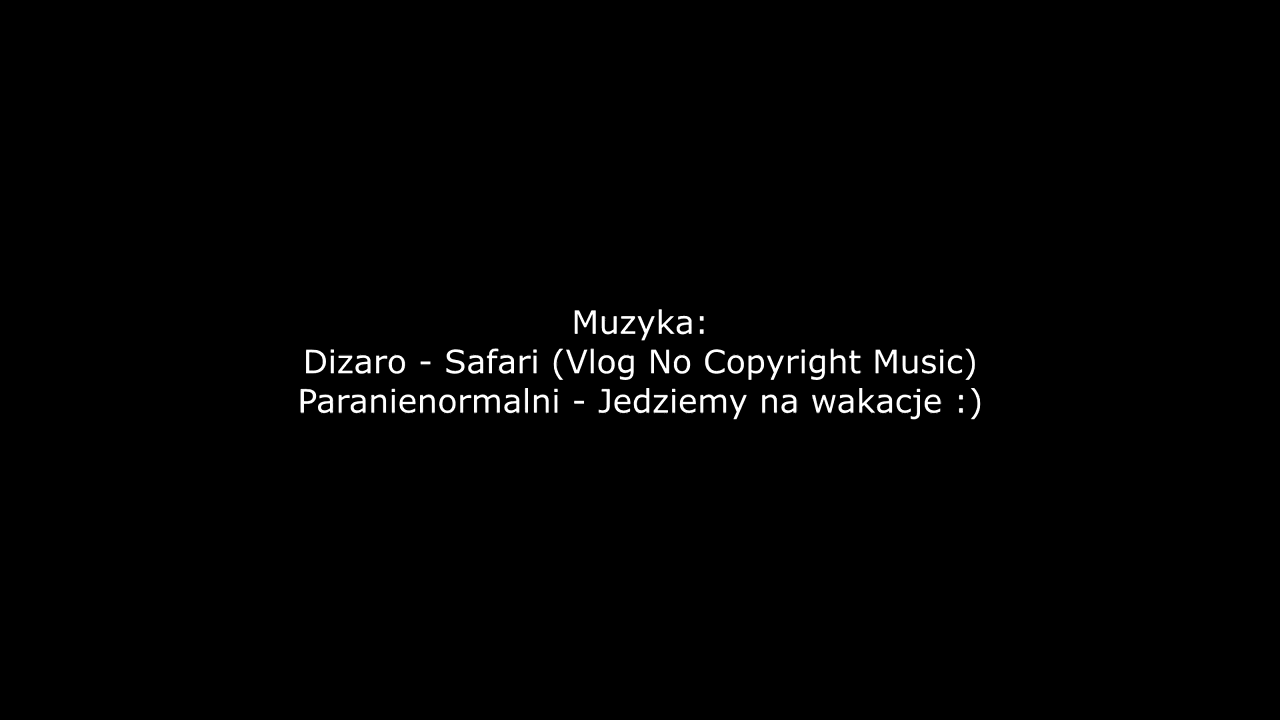 Muzyka:
Dizaro - Safari (Vlog No Copyright Music)
Paranienormalni - Jedziemy na wakacje :)